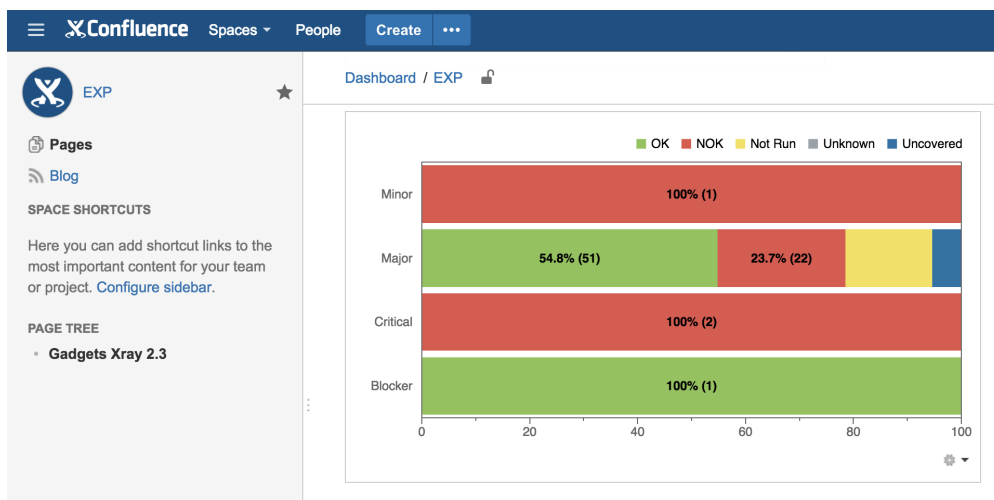 Confluence Spaces People Create
EXP
Pages
Blog
SPACE SHORTCUTS
Here you can add shortcut links to the
most important content for your team
or project. Configure sidebar.
PAGE TREE
Gadgets Xray 2.3
Dashboard / EXP
OK NOK Not Run Unknown Uncovered
Minor 100% (1)
Major 54.8% (51) 23.7% (22)
Critical 100% (2)
Blocker 100% (1)
0 20 40 60 80 100